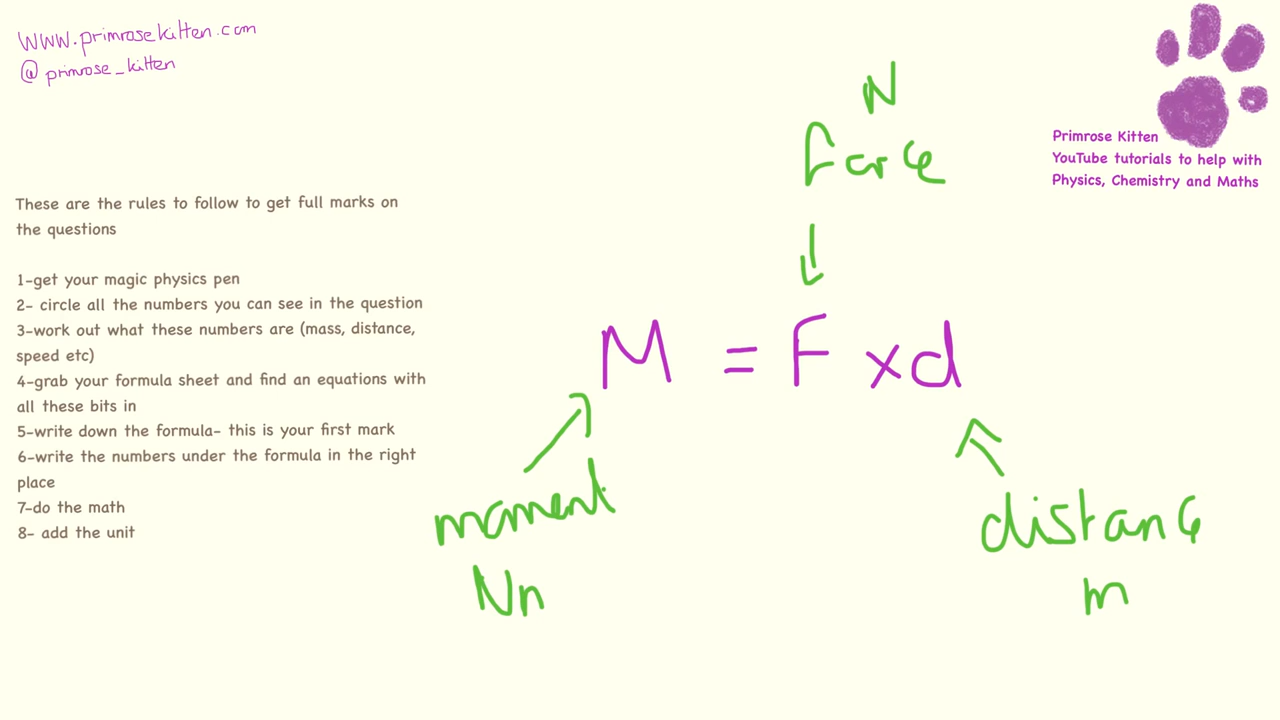 www.primrosekitten.com
@primrose_kitten
Primrose Kitten
YouTube tutorials to help with
Physics, Chemistry and Maths
These are the rules to follow to get full marks on
the questions
1-get your magic physics pen
2- circle all the numbers you can see in the question
3-work out what these numbers are (mass, distance,
speed etc)
4-grab your formula sheet and find an equations with
all these bits in
5-write down the formula- this is your first mark
6-write the numbers under the formula in the right
place
7-do the math
8- add the unit
N
force
M = F x d
moment
Nn
distance
m